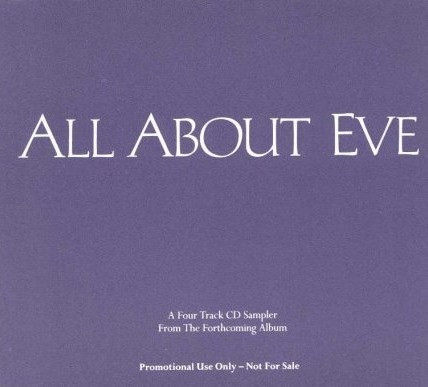 ALL ABOUT EVE
A Four Track CD Sampler
From The Forthcoming Album
Promotional Use Only – Not For Sale